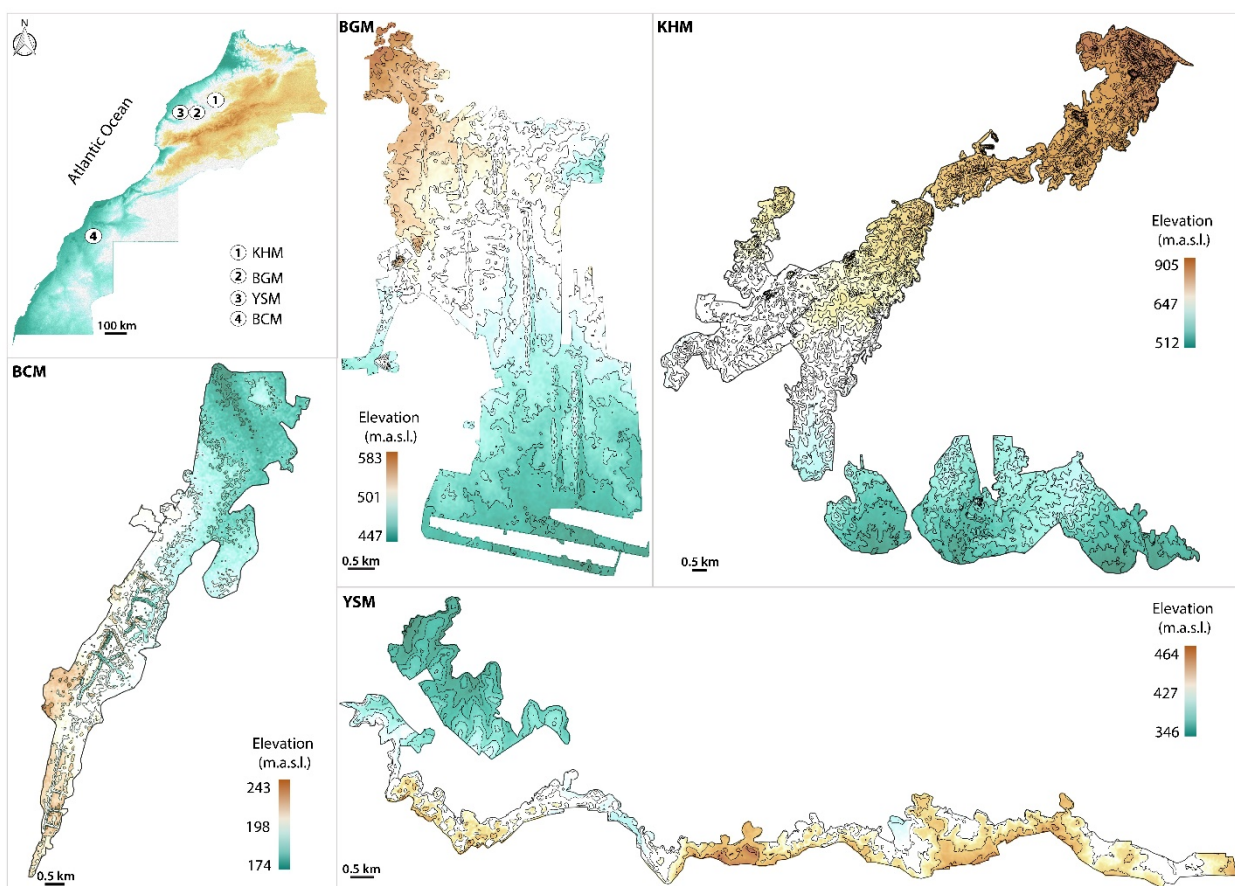 N
Atlantic Ocean
1
3
2
4
1 KHM
2 BGM
3 YSM
4 BCM
100 km
BGM
Elevation
(m.a.s.l.)
583
501
447
0.5 km
KHM
Elevation
(m.a.s.l.)
905
647
512
0.5 km
BCM
Elevation
(m.a.s.l.)
243
198
174
0.5 km
YSM
Elevation
(m.a.s.l.)
464
427
346
0.5 km